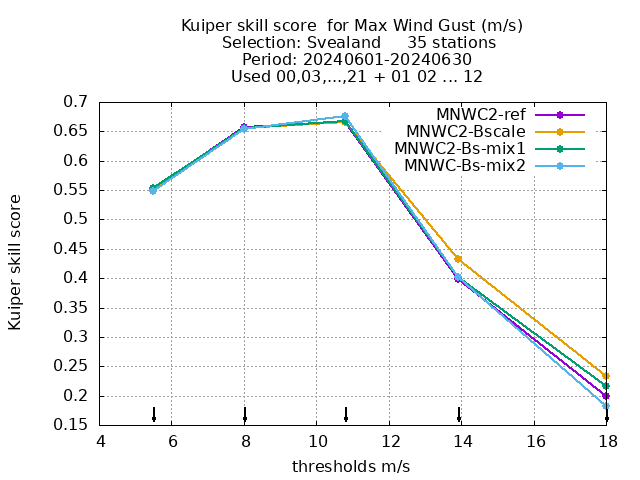 Kuiper skill score  for Max Wind Gust (m/s)
Selection: Svealand     35 stations
Period: 20240601-20240630
Used 00,03,...,21 + 01 02 ... 12
MNWC2-ref
MNWC2-Bscale
MNWC2-Bs-mix1
MNWC-Bs-mix2
Kuiper skill score
0.7
0.65
0.6
0.55
0.5
0.45
0.4
0.35
0.3
0.25
0.2
0.15
4 6 8 10 12 14 16 18
thresholds m/s